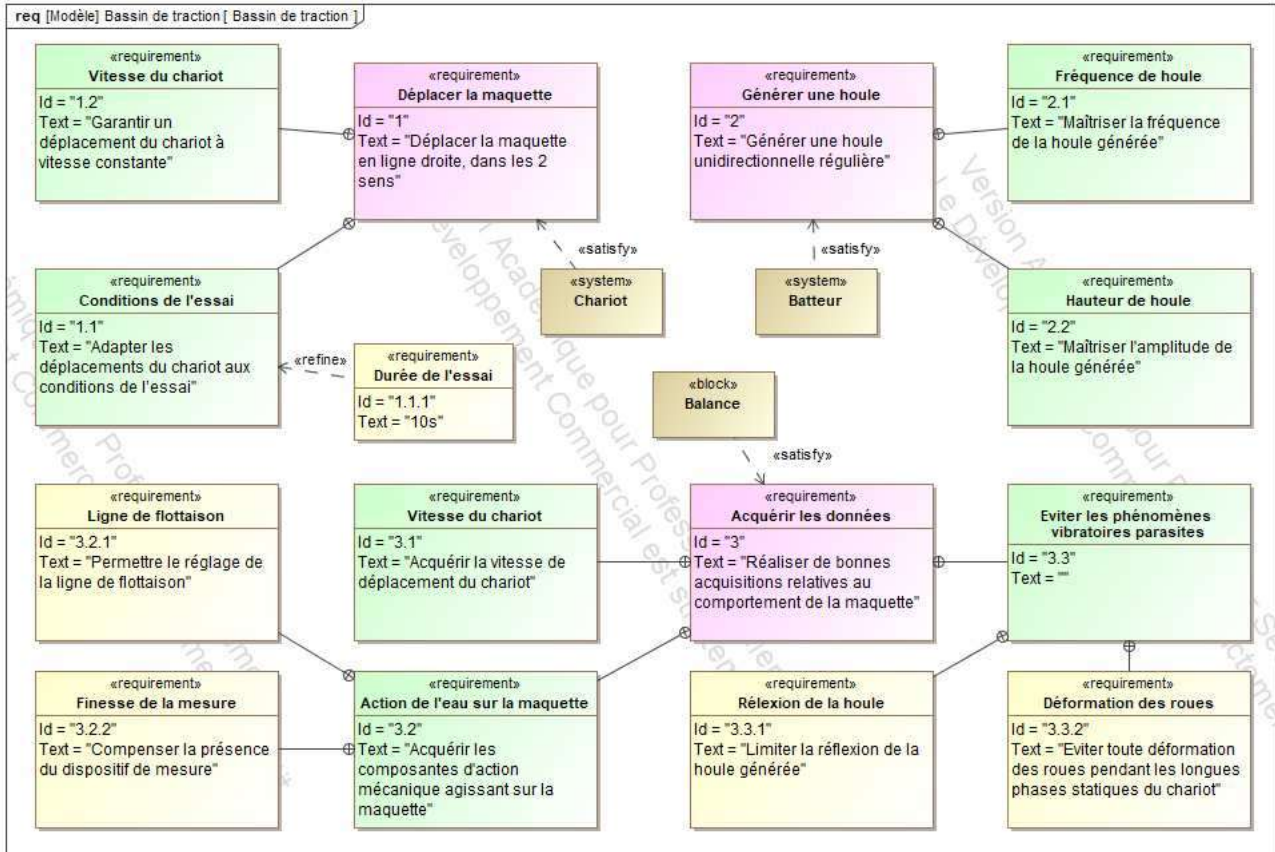 req [Modèle] Bassin de traction [ Bassin de traction ]
«requirement»
Vitesse du chariot
Id = "1.2"
Text = "Garantir un
déplacement du chariot à
vitesse constante"
«requirement»
Déplacer la maquette
Id = "1"
Text = "Déplacer la maquette
en ligne droite, dans les 2
sens"
«requirement»
Générer une houle
Id = "2"
Text = "Générer une houle
unidirectionnelle régulière"
«requirement»
Fréquence de houle
Id = "2.1"
Text = "Maîtriser la fréquence
de la houle générée"
«satisfy»
«satisfy»
«requirement»
Conditions de l'essai
Id = "1.1"
Text = "Adapter les
déplacements du chariot aux
conditions de l'essai"
«system»
Chariot
«system»
Batteur
«requirement»
Hauteur de houle
Id = "2.2"
Text = "Maîtriser l'amplitude de
la houle générée"
«refine»
«requirement»
Durée de l'essai
Id = "1.1.1"
Text = "10s"
«block»
Balance
«satisfy»
«requirement»
Ligne de flottaison
Id = "3.2.1"
Text = "Permettre le réglage de
la ligne de flottaison"
«requirement»
Vitesse du chariot
Id = "3.1"
Text = "Acquérir la vitesse de
déplacement du chariot"
«requirement»
Acquérir les données
Id = "3"
Text = "Réaliser de bonnes
acquisitions relatives au
comportement de la maquette"
«requirement»
Eviter les phénomènes
vibratoires parasites
Id = "3.3"
Text = ""
«requirement»
Finesse de la mesure
Id = "3.2.2"
Text = "Compenser la présence
du dispositif de mesure"
«requirement»
Action de l'eau sur la maquette
Id = "3.2"
Text = "Acquérir les
composantes d'action
mécanique agissant sur la
maquette"
«requirement»
Rélexion de la houle
Id = "3.3.1"
Text = "Limiter la réflexion de la
houle générée"
«requirement»
Déformation des roues
Id = "3.3.2"
Text = "Eviter toute déformation
des roues pendant les longues
phases statiques du chariot"